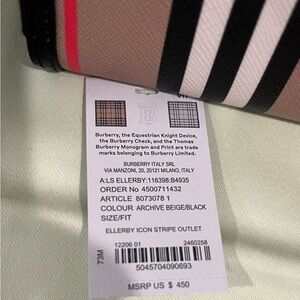 Burberry, the Equestrian Knight Device,
the Burberry Check, and the Thomas
Burberry Monogram and Print are trade
marks belonging to Burberry Limited.
BURBERRY ITALY SRL
VIA MANZONI, 20, 20121 MILANO, ITALY
A:LS ELLERBY:116398:B4935
ORDER No 4500711432
ARTICLE 8073078 1
COLOUR ARCHIVE BEIGE/BLACK
SIZE/FIT
ELLERBY ICON STRIPE OUTLET
73M
12206 01 2460258
5045704090693
MSRP US $ 450